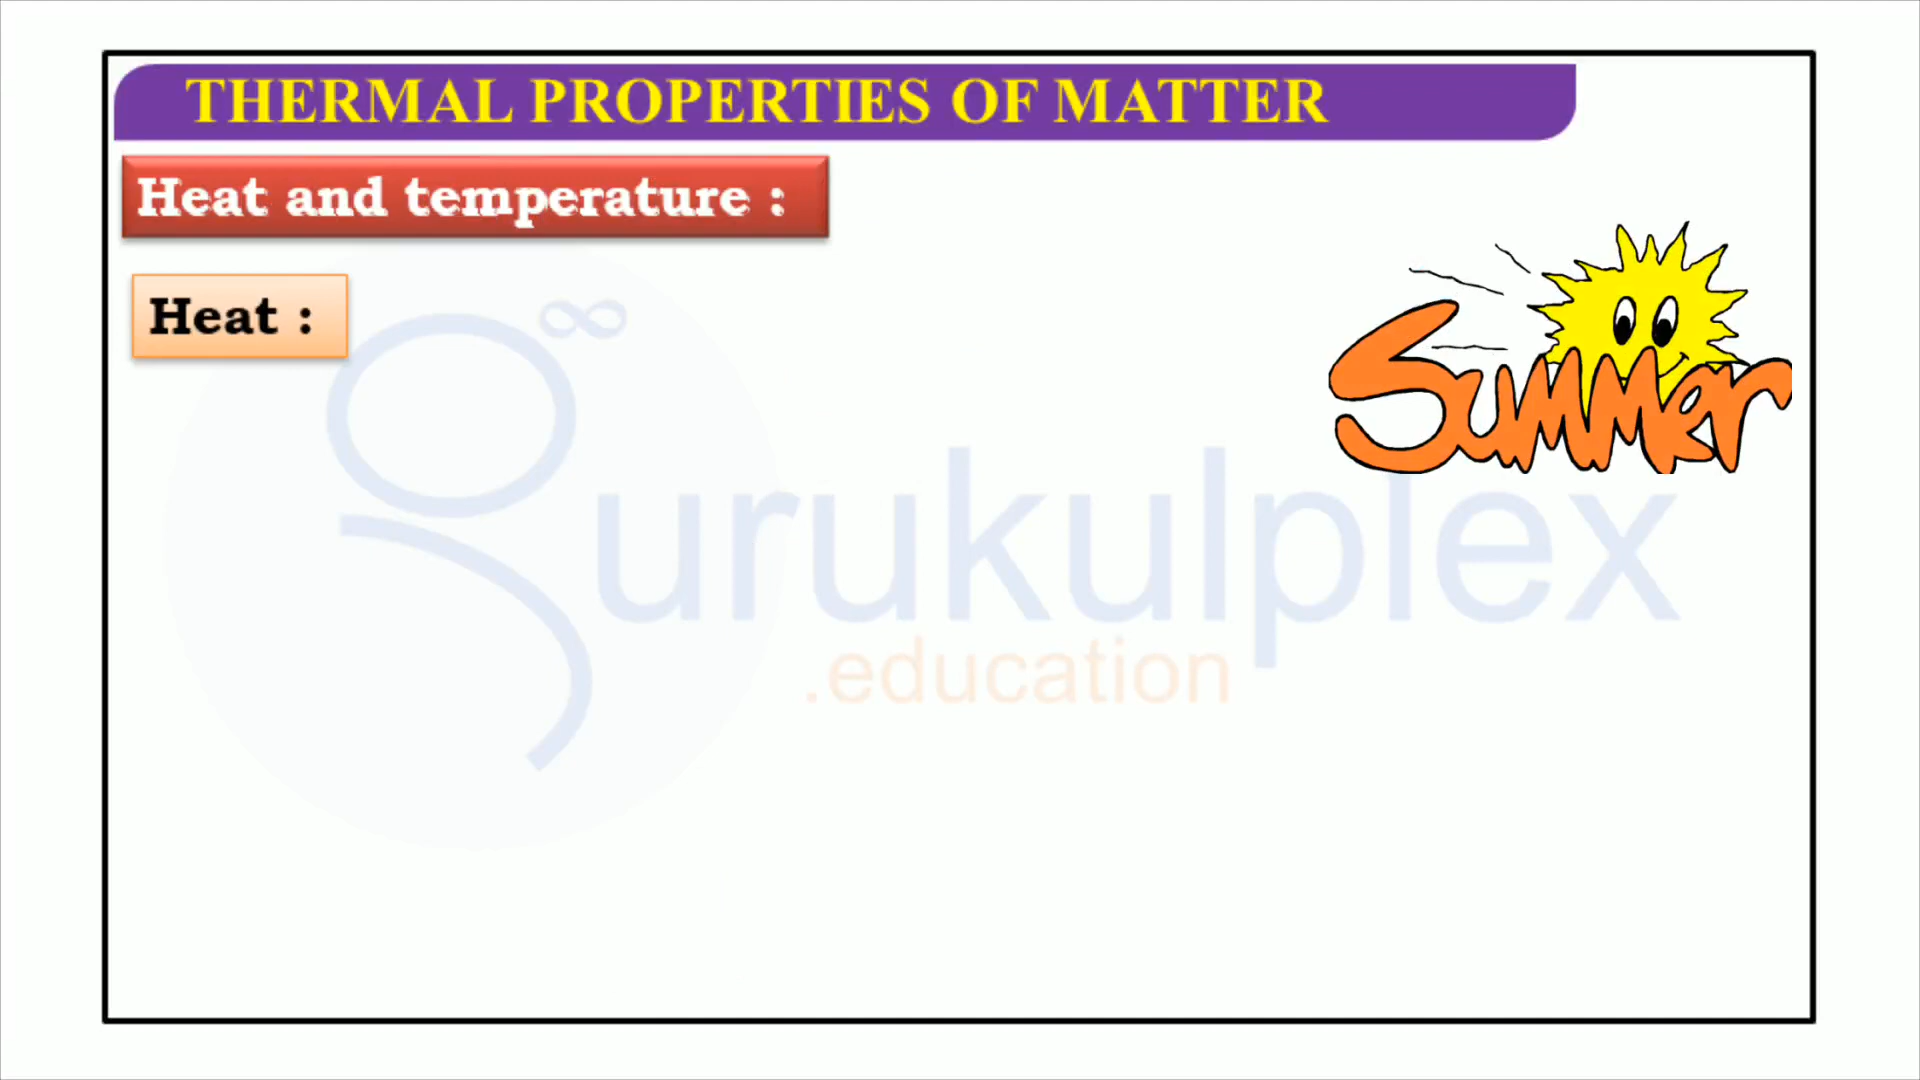 THERMAL PROPERTIES OF MATTER
Heat and temperature :
Heat :
Summer
gurukulplex
.education